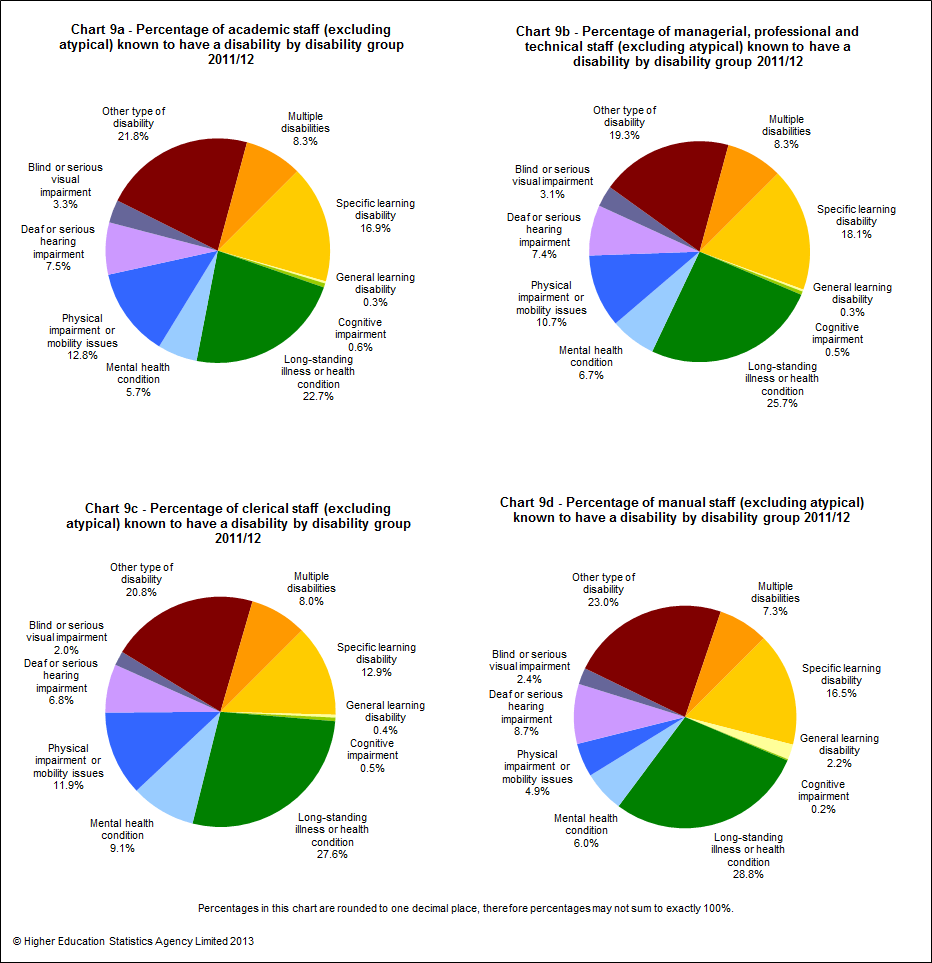 Chart 9a - Percentage of academic staff (excluding
atypical) known to have a disability by disability group
2011/12
Other type of
disability
21.8%
Multiple
disabilities
8.3%
Blind or serious
visual
impairment
3.3%
Specific learning
disability
16.9%
Deaf or serious
hearing
impairment
7.5%
General learning
disability
0.3%
Physical
impairment or
mobility issues
12.8%
Cognitive
impairment
0.6%
Mental health
condition
5.7%
Long-standing
illness or health
condition
22.7%
Chart 9b - Percentage of managerial, professional and
technical staff (excluding atypical) known to have a
disability by disability group 2011/12
Other type of
disability
19.3%
Multiple
disabilities
8.3%
Blind or serious
visual impairment
3.1%
Specific learning
disability
18.1%
Deaf or serious
hearing
impairment
7.4%
General learning
disability
0.3%
Physical
impairment or
mobility issues
10.7%
Cognitive
impairment
0.5%
Mental health
condition
6.7%
Long-standing
illness or health
condition
25.7%
Chart 9c - Percentage of clerical staff (excluding
atypical) known to have a disability by disability group
2011/12
Other type of
disability
20.8%
Multiple
disabilities
8.0%
Blind or serious
visual impairment
2.0%
Specific learning
disability
12.9%
Deaf or serious
hearing
impairment
6.8%
General learning
disability
0.4%
Physical
impairment or
mobility issues
11.9%
Cognitive
impairment
0.5%
Mental health
condition
9.1%
Long-standing
illness or health
condition
27.6%
Chart 9d - Percentage of manual staff (excluding atypical)
known to have a disability by disability group 2011/12
Other type of
disability
23.0%
Multiple
disabilities
7.3%
Blind or serious
visual impairment
2.4%
Specific learning
disability
16.5%
Deaf or serious
hearing
impairment
8.7%
General learning
disability
2.2%
Physical
impairment or
mobility issues
4.9%
Cognitive
impairment
0.2%
Mental health
condition
6.0%
Long-standing
illness or health
condition
28.8%
Percentages in this chart are rounded to one decimal place, therefore percentages may not sum to exactly 100%.
© Higher Education Statistics Agency Limited 2013